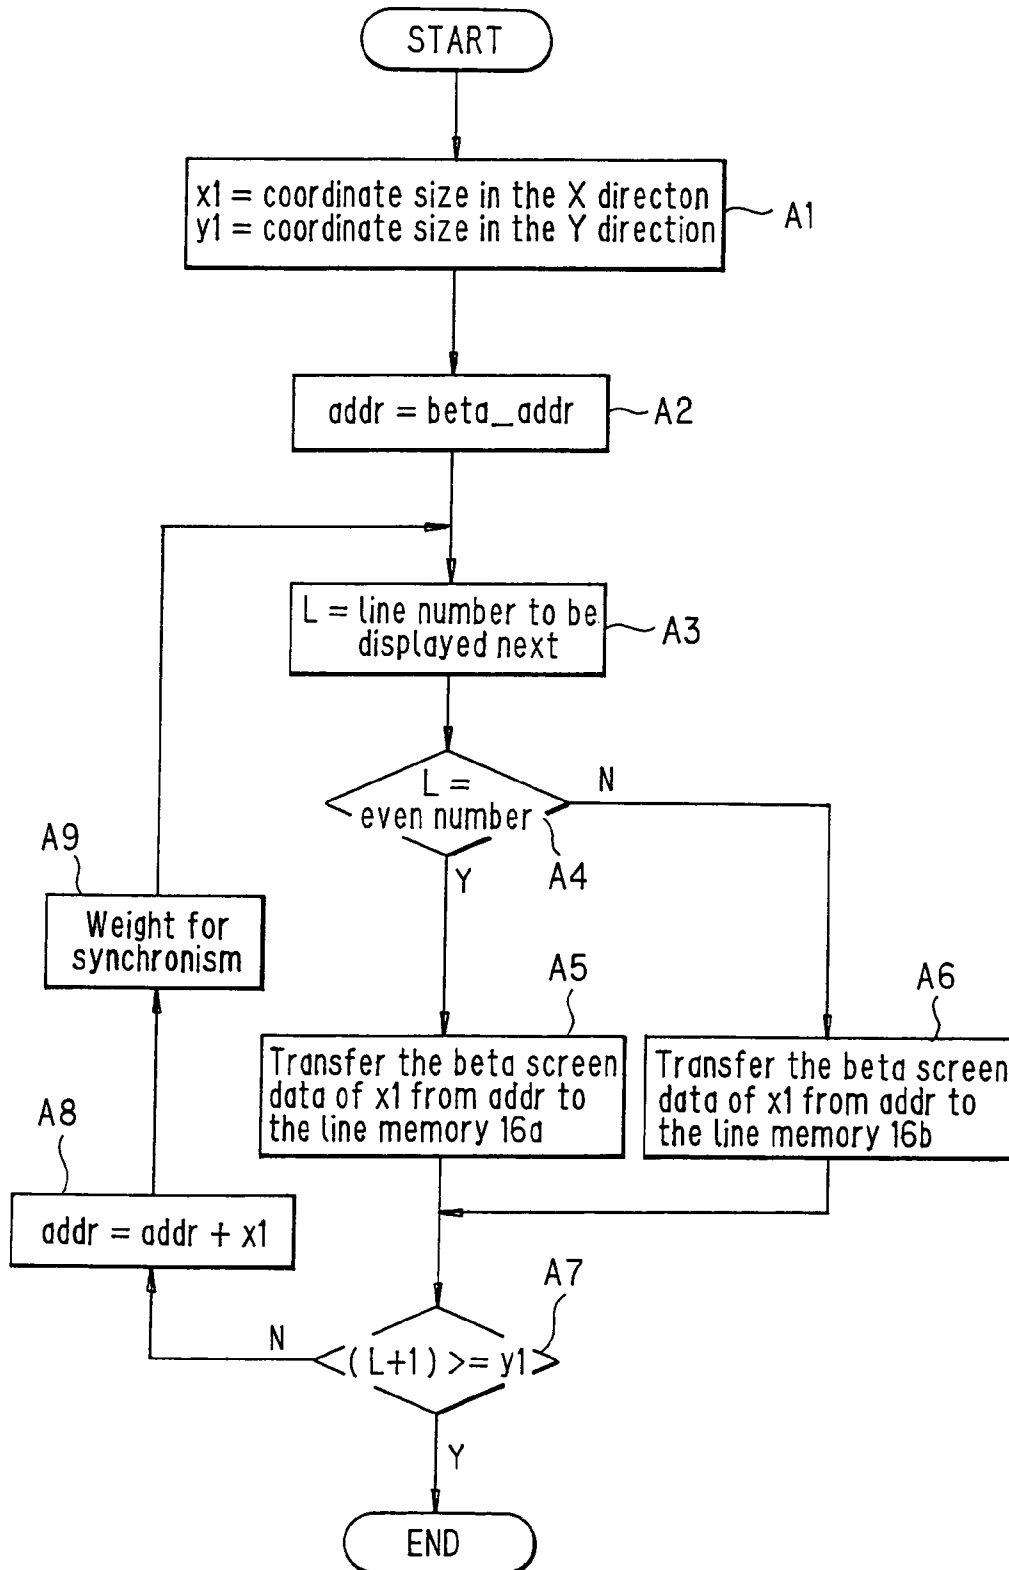 START
x1 = coordinate size in the X directon
y1 = coordinate size in the Y direction
A1
addr = beta_addr
A2
L = line number to be
displayed next
A3
L =
even number
N
A4
Y
A9
Weight for
synchronism
A5
Transfer the beta screen
data of x1 from addr to
the line memory 16a
A6
Transfer the beta screen
data of x1 from addr to
the line memory 16b
A8
addr = addr + x1
A7
(L+1) >= y1
N
Y
END